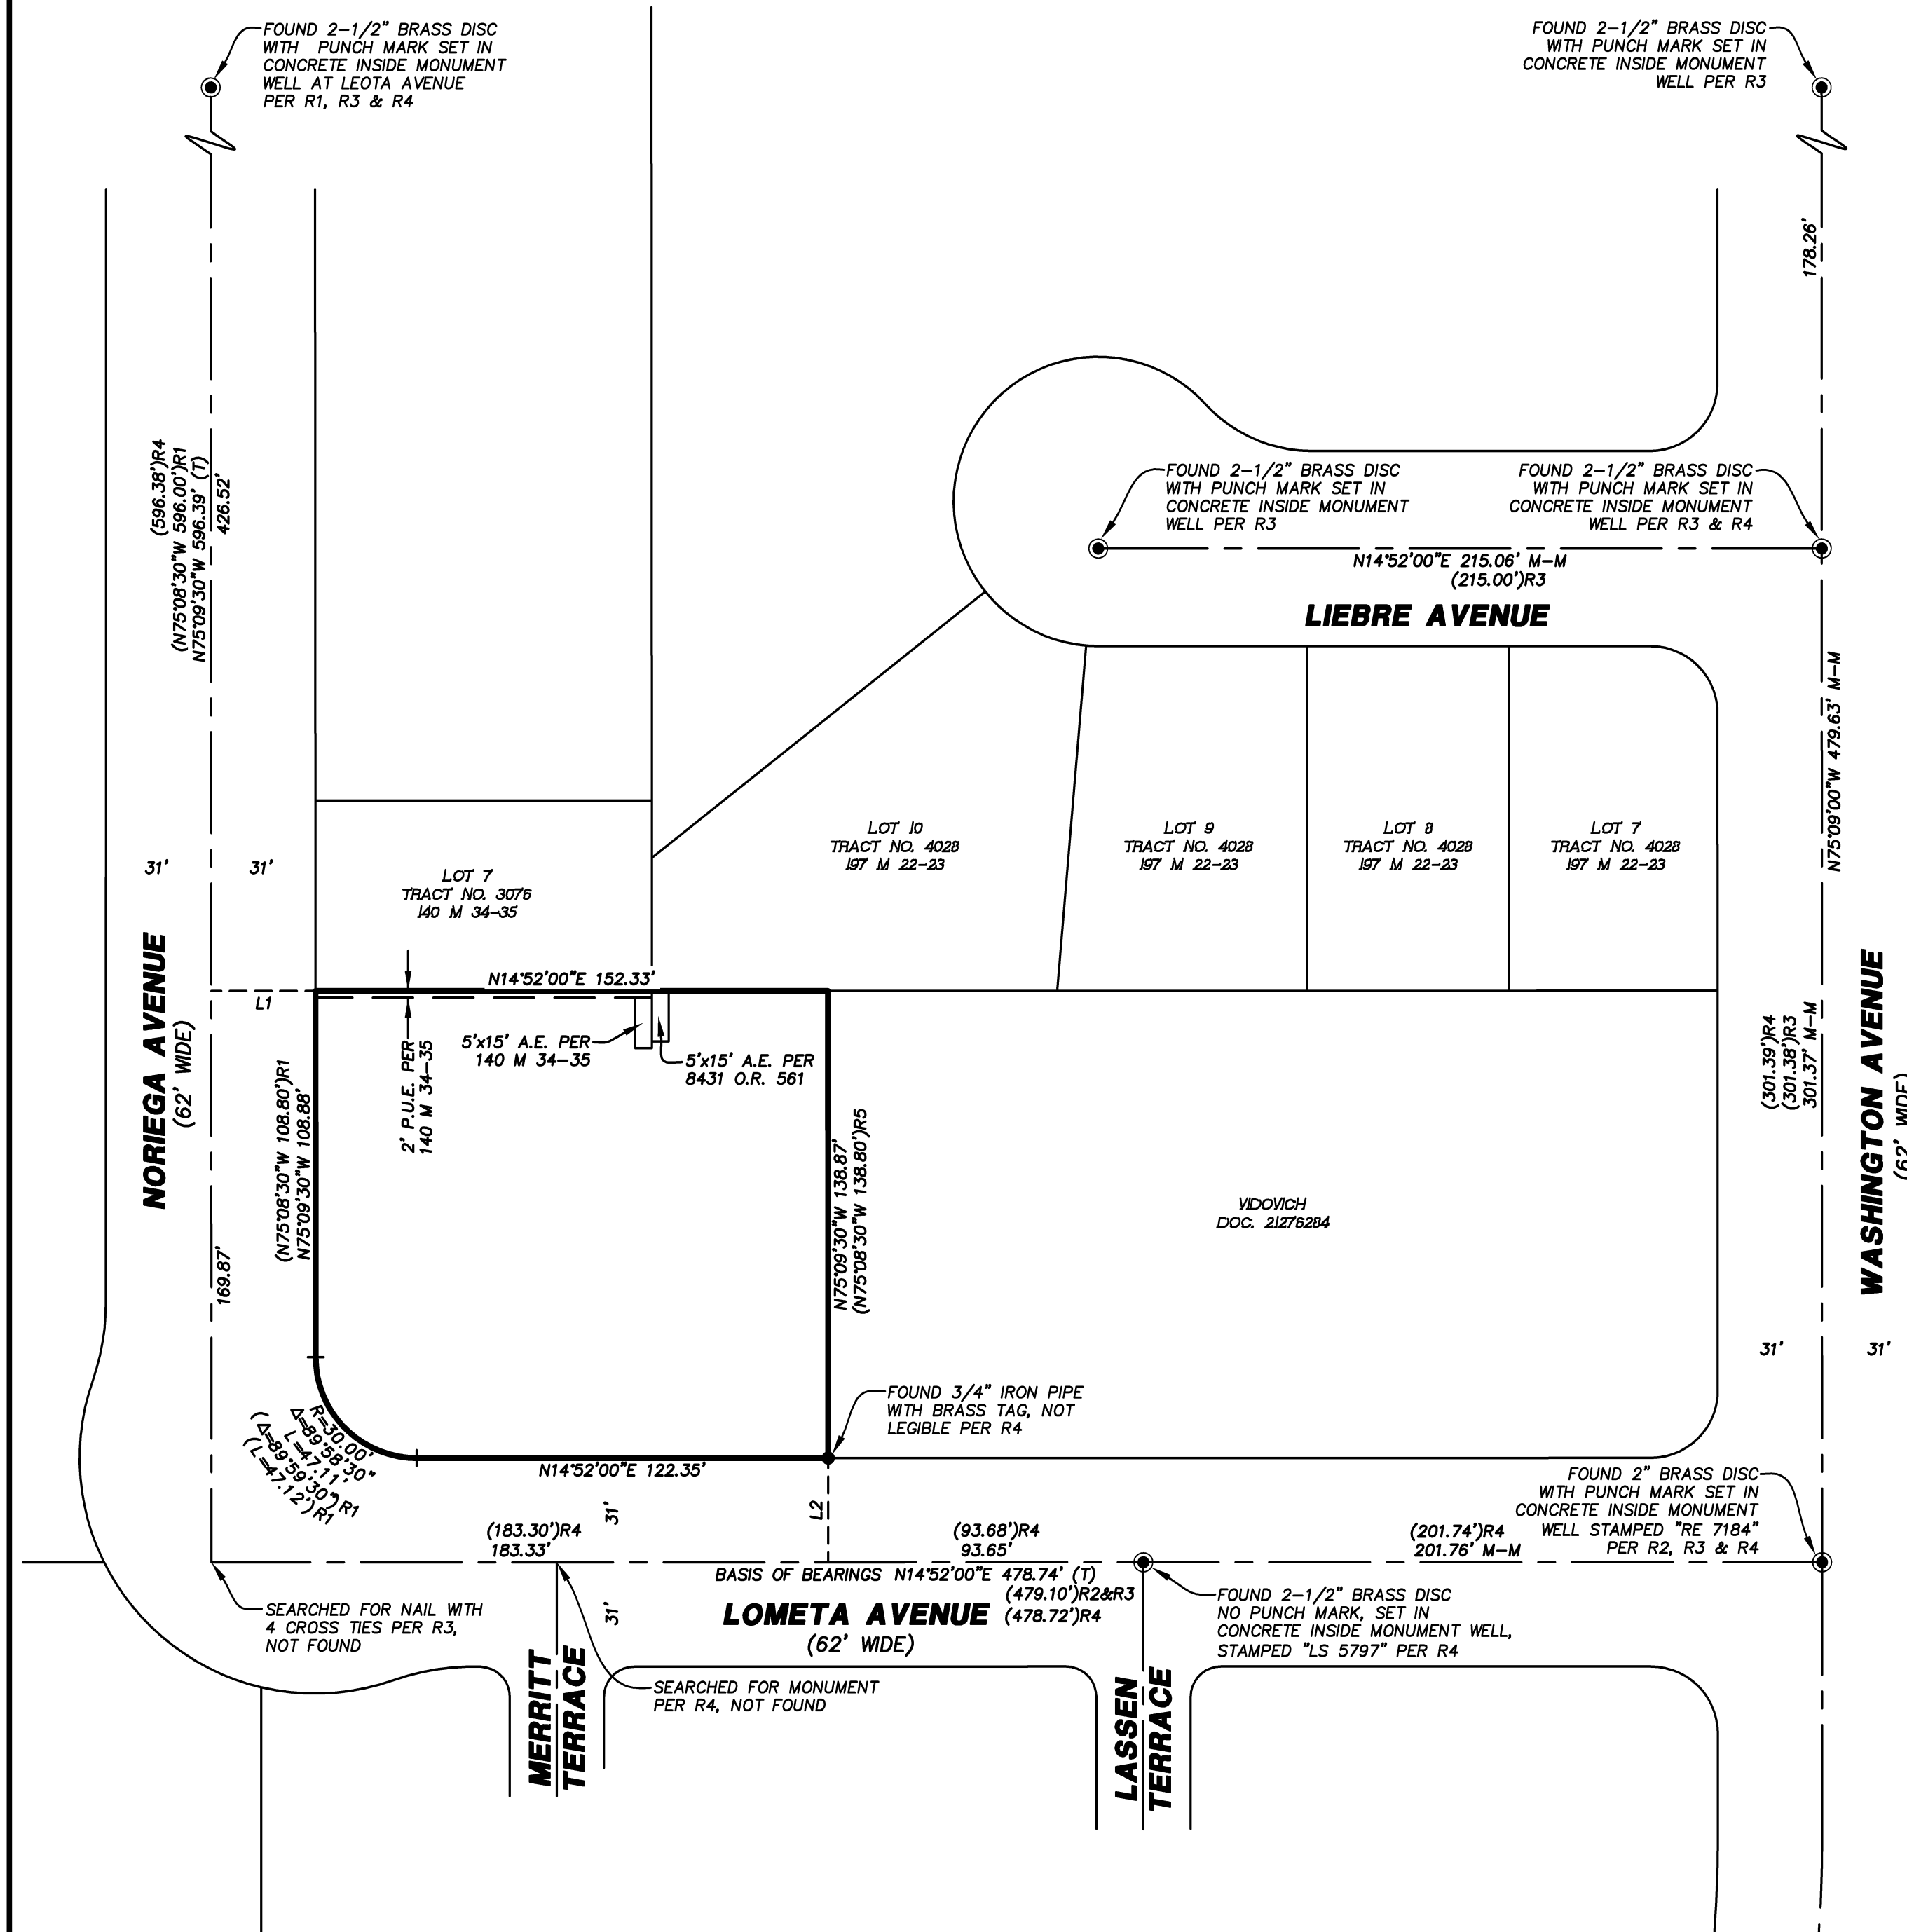 FOUND 2-1/2" BRASS DISC
WITH PUNCH MARK SET IN
CONCRETE INSIDE MONUMENT
WELL AT LEOTA AVENUE
PER R1, R3 & R4
FOUND 2-1/2" BRASS DISC
WITH PUNCH MARK SET IN
CONCRETE INSIDE MONUMENT
WELL PER R3
178.26'
(596.38')R4
(N75°08'30"W 596.00')R1
N75°09'30"W 596.39' (T)
426.52'
FOUND 2-1/2" BRASS DISC
WITH PUNCH MARK SET IN
CONCRETE INSIDE MONUMENT
WELL PER R3
FOUND 2-1/2" BRASS DISC
WITH PUNCH MARK SET IN
CONCRETE INSIDE MONUMENT
WELL PER R3 & R4
N14°52'00"E 215.06' M-M
(215.00')R3
LIEBRE AVENUE
N75°09'00"W 479.63' M-M
31'
31'
LOT 7
TRACT NO. 3076
140 M 34-35
LOT 10
TRACT NO. 4028
197 M 22-23
LOT 9
TRACT NO. 4028
197 M 22-23
LOT 8
TRACT NO. 4028
197 M 22-23
LOT 7
TRACT NO. 4028
197 M 22-23
NORIEGA AVENUE
(62' WIDE)
L1
N14°52'00"E 152.33'
2' P.U.E. PER
140 M 34-35
5'x15' A.E. PER
140 M 34-35
5'x15' A.E. PER
8431 O.R. 561
(N75°08'30"W 108.80')R1
N75°09'30"W 108.88'
N75°09'30"W 138.87'
(N75°08'30"W 138.80')R5
VIDOVICH
DOC. 21276284
(301.39')R4
(301.38')R3
301.37' M-M
WASHINGTON AVENUE
(62' WIDE)
169.87'
31'
31'
R=30.00'
Δ=89°58'30"
L=47.11'
(Δ=89°59'30")R1
(L=47.12')R1
FOUND 3/4" IRON PIPE
WITH BRASS TAG, NOT
LEGIBLE PER R4
N14°52'00"E 122.35'
31'
L2
FOUND 2" BRASS DISC
WITH PUNCH MARK SET IN
CONCRETE INSIDE MONUMENT
WELL STAMPED "RE 7184"
PER R2, R3 & R4
(183.30')R4
183.33'
(93.68')R4
93.65'
(201.74')R4
201.76' M-M
BASIS OF BEARINGS N14°52'00"E 478.74' (T)
(479.10')R2&R3
(478.72')R4
LOMETA AVENUE
(62' WIDE)
31'
SEARCHED FOR NAIL WITH
4 CROSS TIES PER R3,
NOT FOUND
FOUND 2-1/2" BRASS DISC
NO PUNCH MARK, SET IN
CONCRETE INSIDE MONUMENT WELL,
STAMPED "LS 5797" PER R4
SEARCHED FOR MONUMENT
PER R4, NOT FOUND
MERRITT
TERRACE
LASSEN
TERRACE